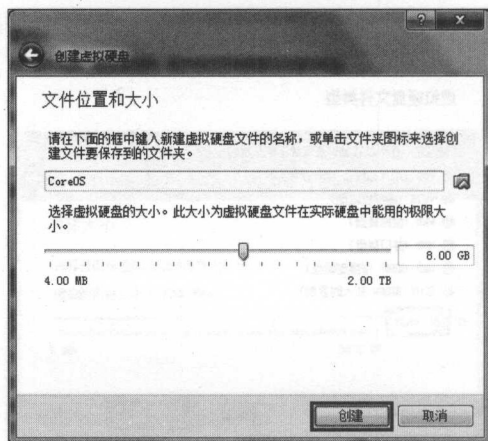 创建虚拟硬盘
文件位置和大小
请在下面的框中键入新建虚拟硬盘文件的名称，或单击文件夹图标来选择创
建文件要保存到的文件夹。
CoreOS
选择虚拟硬盘的大小。此大小为虚拟硬盘文件在实际硬盘中能用的极限大
小。
8.00 GB
4.00 MB 2.00 TB
创建 取消